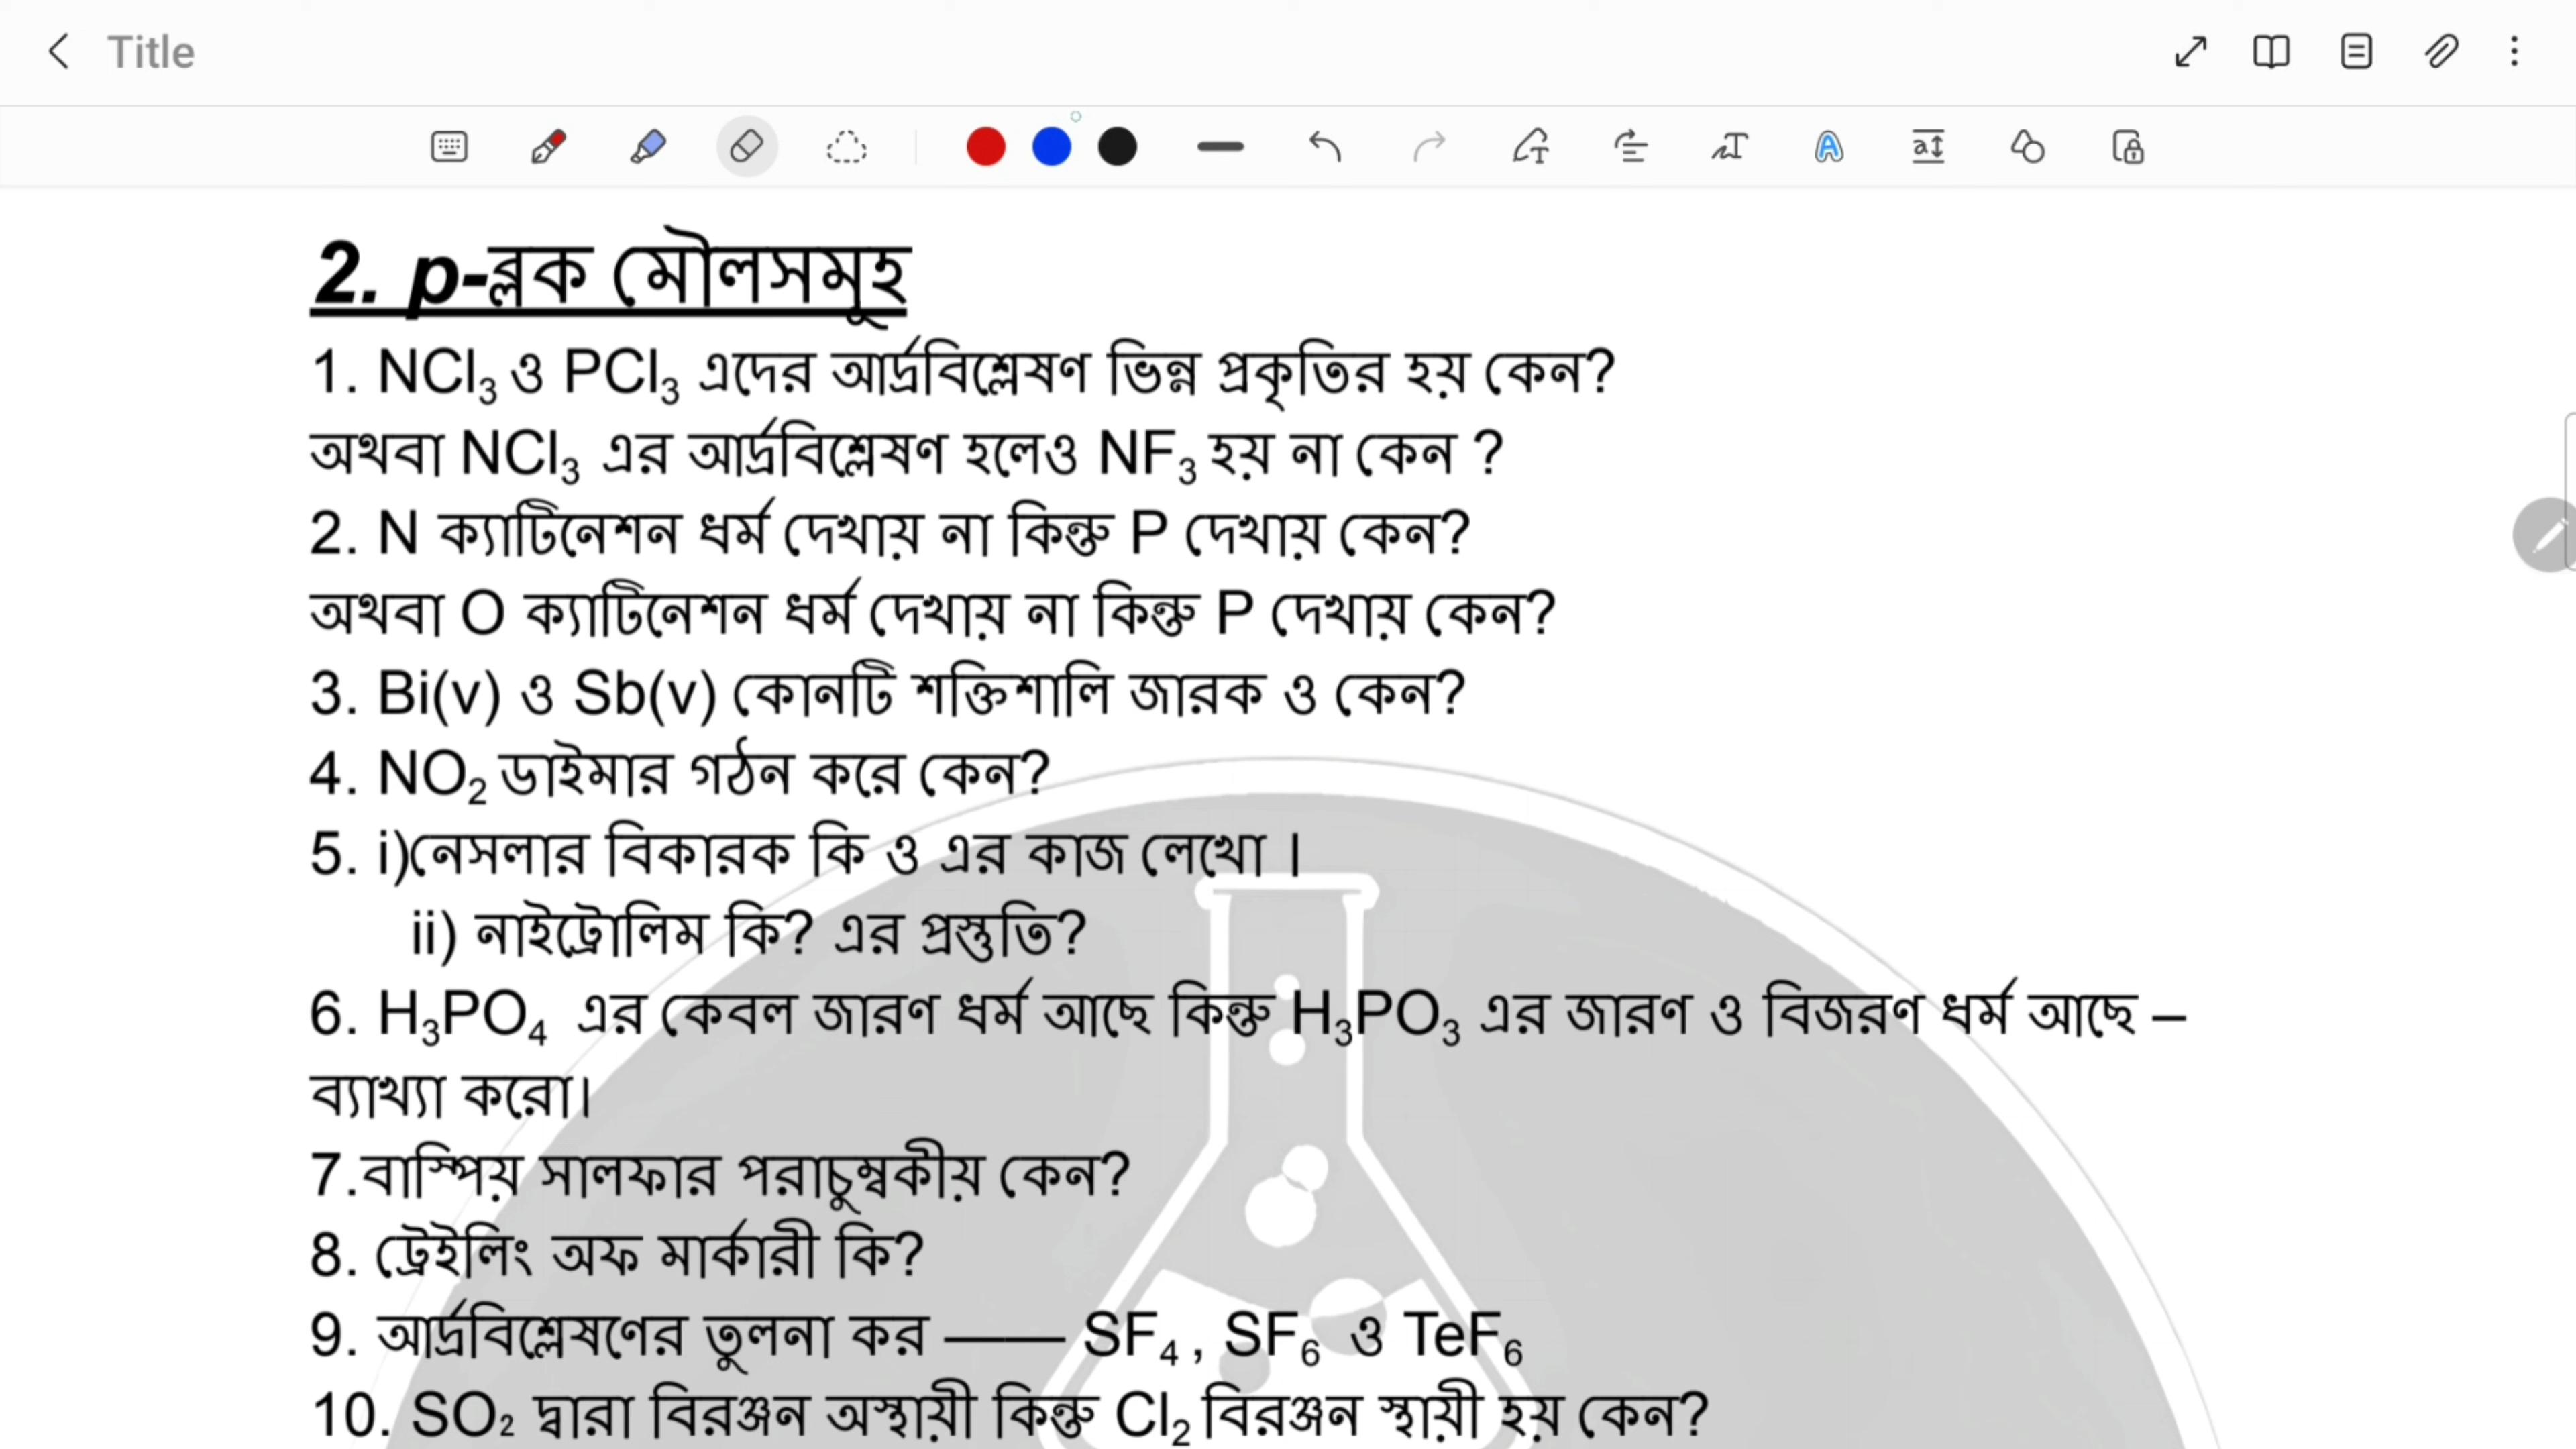 Title
2. p-ব্লক মৌলসমুহ
1. NCl₃ ও PCl₃ এদের আর্দ্রবিশ্লেষণ ভিন্ন প্রকৃতির হয় কেন?
অথবা NCl₃ এর আর্দ্রবিশ্লেষণ হলেও NF₃ হয় না কেন ?
2. N ক্যাটিনেশন ধর্ম দেখায় না কিন্তু P দেখায় কেন?
অথবা O ক্যাটিনেশন ধর্ম দেখায় না কিন্তু P দেখায় কেন?
3. Bi(v) ও Sb(v) কোনটি শক্তিশালি জারক ও কেন?
4. NO₂ ডাইমার গঠন করে কেন?
5. i)নেসলার বিকারক কি ও এর কাজ লেখো ।
ii) নাইট্রোলিম কি? এর প্রস্তুতি?
6. H₃PO₄ এর কেবল জারণ ধর্ম আছে কিন্তু H₃PO₃ এর জারণ ও বিজরণ ধর্ম আছে –
ব্যাখ্যা করো।
7.বাস্পিয় সালফার পরাচুম্বকীয় কেন?
8. ট্রেইলিং অফ মার্কারী কি?
9. আর্দ্রবিশ্লেষণের তুলনা কর —— SF₄ , SF₆ ও TeF₆
10. SO₂ দ্বারা বিরঞ্জন অস্থায়ী কিন্তু Cl₂ বিরঞ্জন স্থায়ী হয় কেন?